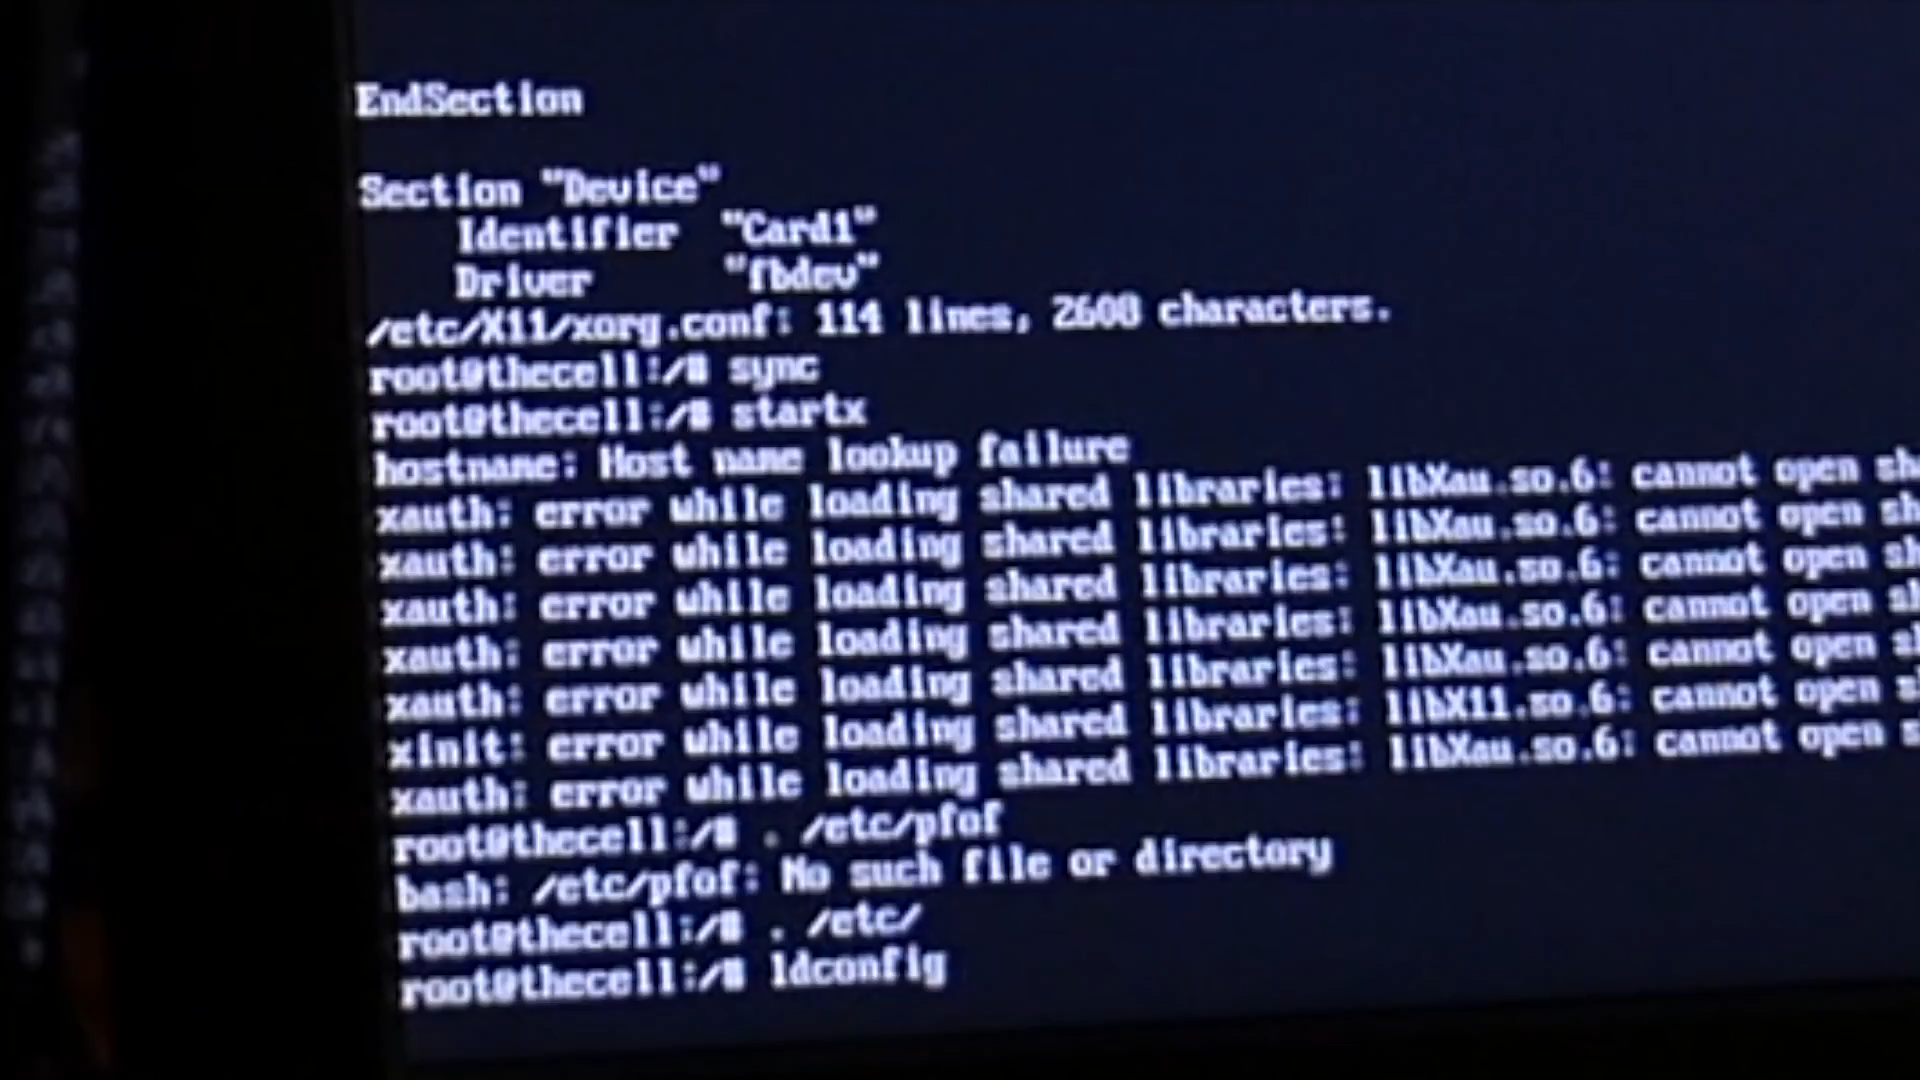 EndSection
Section "Device"
Identifier "Card1"
Driver "fbdev"
/etc/X11/xorg.conf: 114 lines, 2608 characters.
root@thecell:/# sync
root@thecell:/# startx
hostname: Host name lookup failure
xauth: error while loading shared libraries: libXau.so.6: cannot open
xauth: error while loading shared libraries: libXau.so.6: cannot open
xauth: error while loading shared libraries: libXau.so.6: cannot open
xauth: error while loading shared libraries: libXau.so.6: cannot open
xauth: error while loading shared libraries: libXau.so.6: cannot open
xinit: error while loading shared libraries: libX11.so.6: cannot open
xauth: error while loading shared libraries: libXau.so.6: cannot open
root@thecell:/# . /etc/pfof
bash: /etc/pfof: No such file or directory
root@thecell:/# . /etc/
root@thecell:/# ldconfig